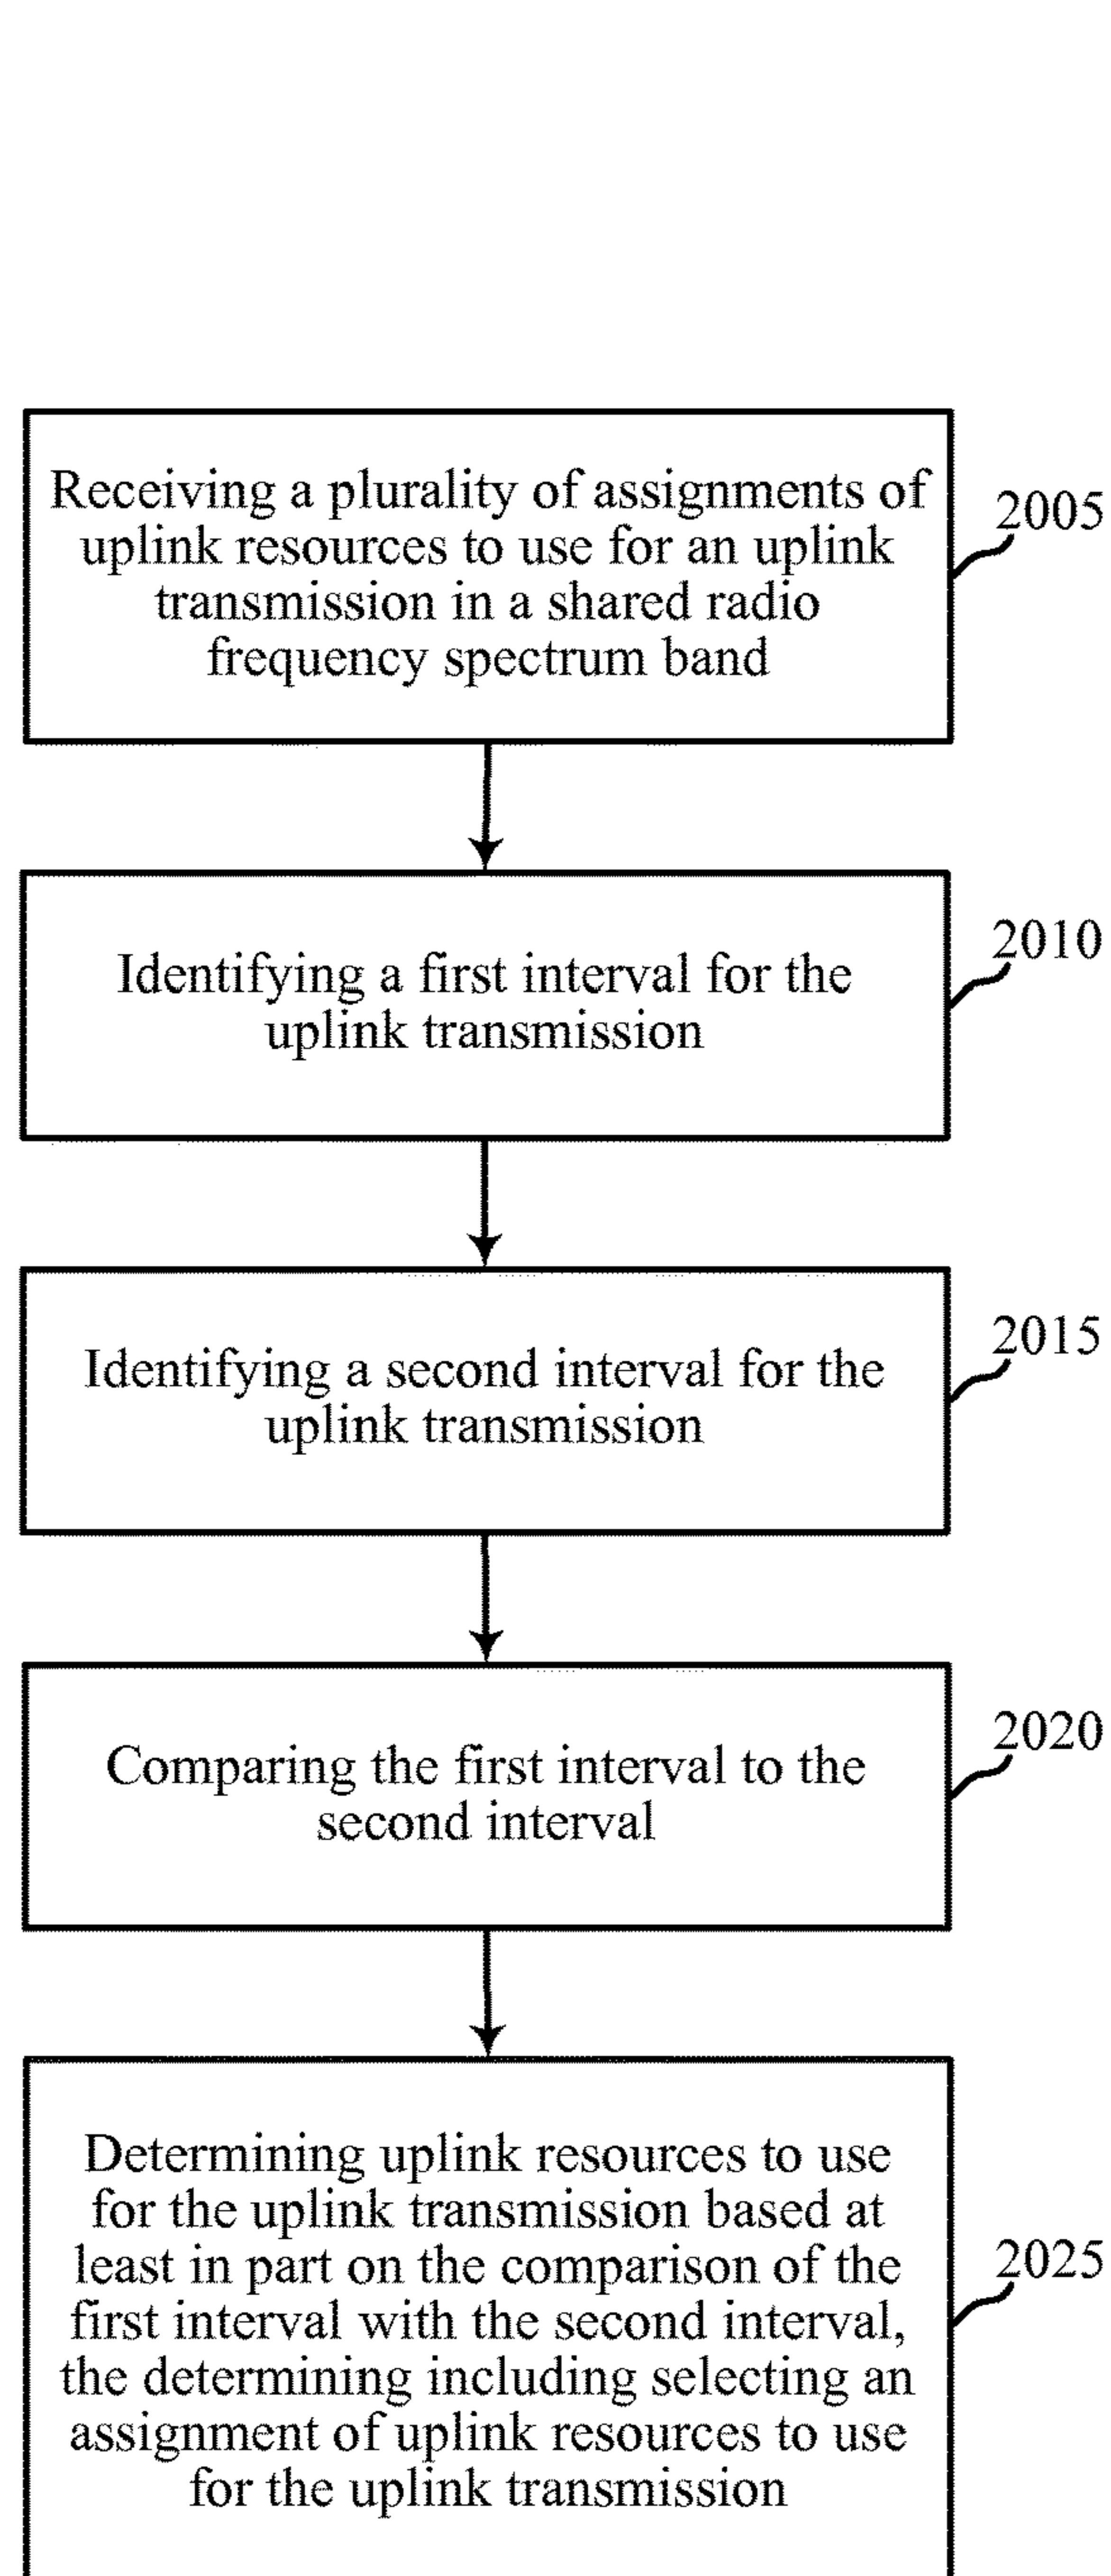 Receiving a plurality of assignments of
uplink resources to use for an uplink
transmission in a shared radio
frequency spectrum band
2005
Identifying a first interval for the
uplink transmission
2010
Identifying a second interval for the
uplink transmission
2015
Comparing the first interval to the
second interval
2020
Determining uplink resources to use
for the uplink transmission based at
least in part on the comparison of the
first interval with the second interval,
the determining including selecting an
assignment of uplink resources to use
for the uplink transmission
2025